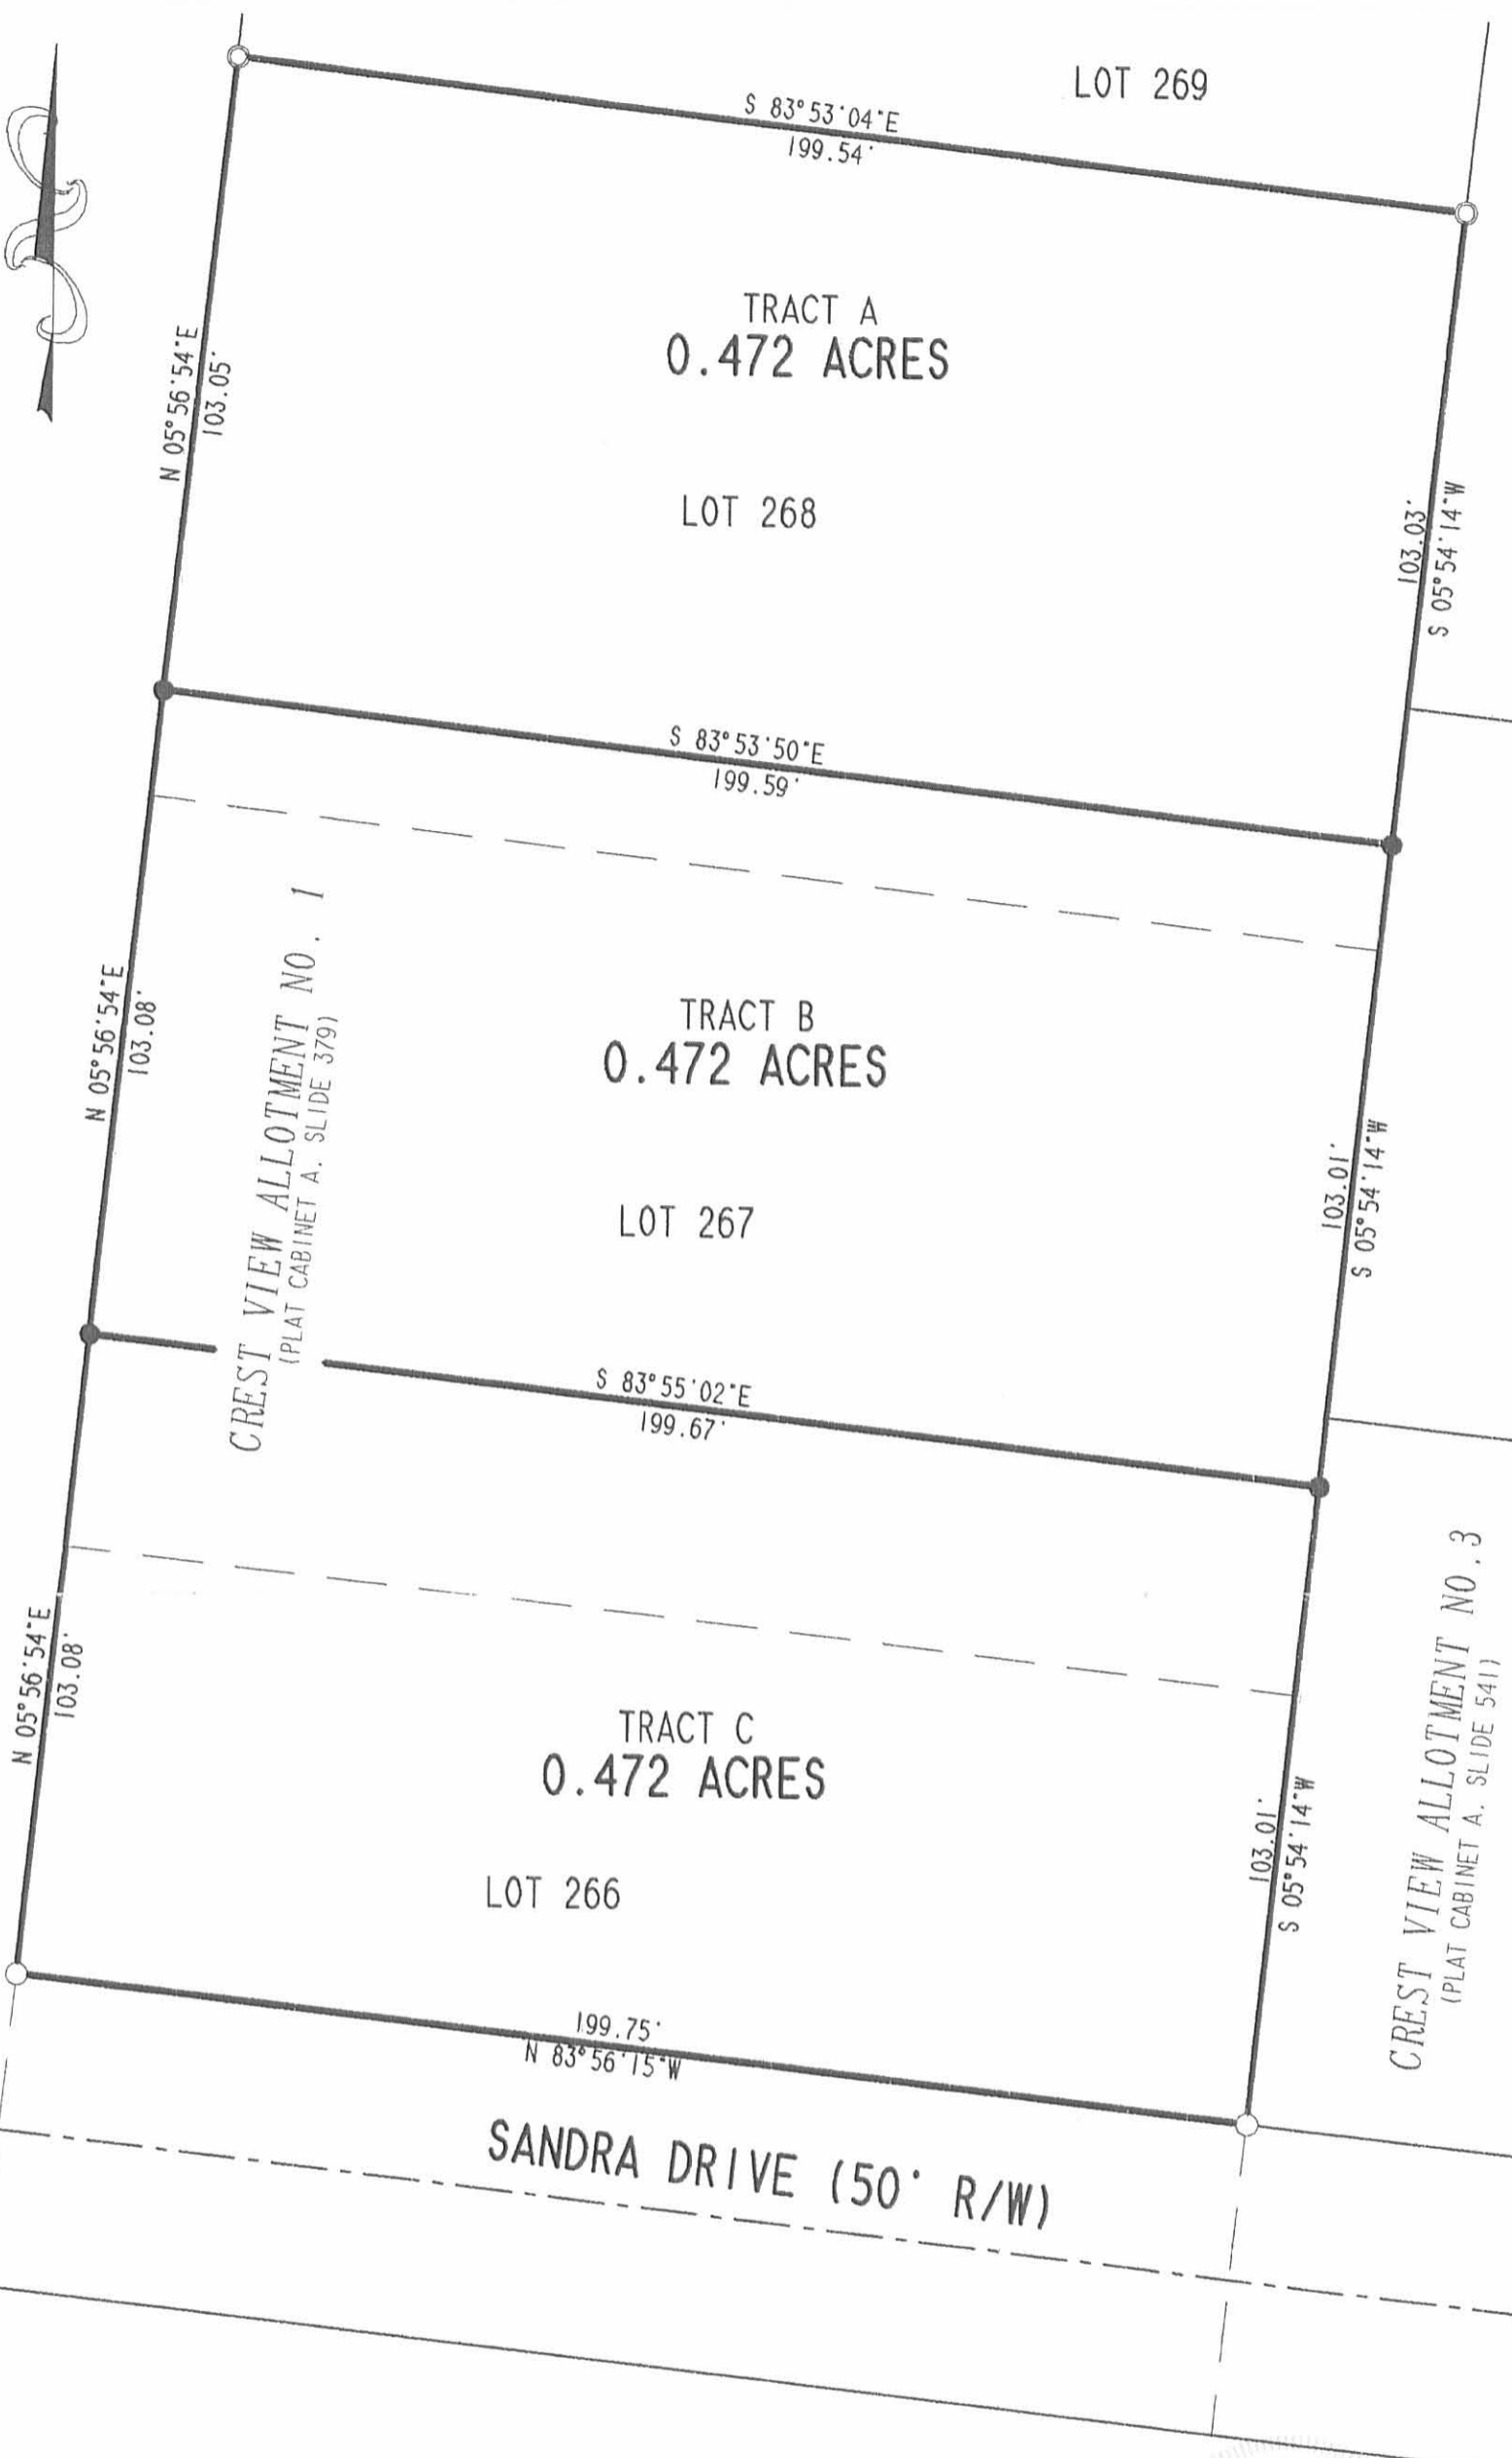 LOT 269
S 83°53'04"E
199.54'
TRACT A
0.472 ACRES
N 05°56'54"E
103.05'
LOT 268
103.03'
S 05°54'14"W
S 83°53'50"E
199.59'
CREST VIEW ALLOTMENT NO. 1
(PLAT CABINET A. SLIDE 379)
N 05°56'54"E
103.08'
TRACT B
0.472 ACRES
LOT 267
103.01'
S 05°54'14"W
S 83°55'02"E
199.67'
CREST VIEW ALLOTMENT NO. 3
(PLAT CABINET A. SLIDE 541)
N 05°56'54"E
103.08'
TRACT C
0.472 ACRES
103.01'
S 05°54'14"W
LOT 266
199.75'
N 83°56'15"W
SANDRA DRIVE (50' R/W)